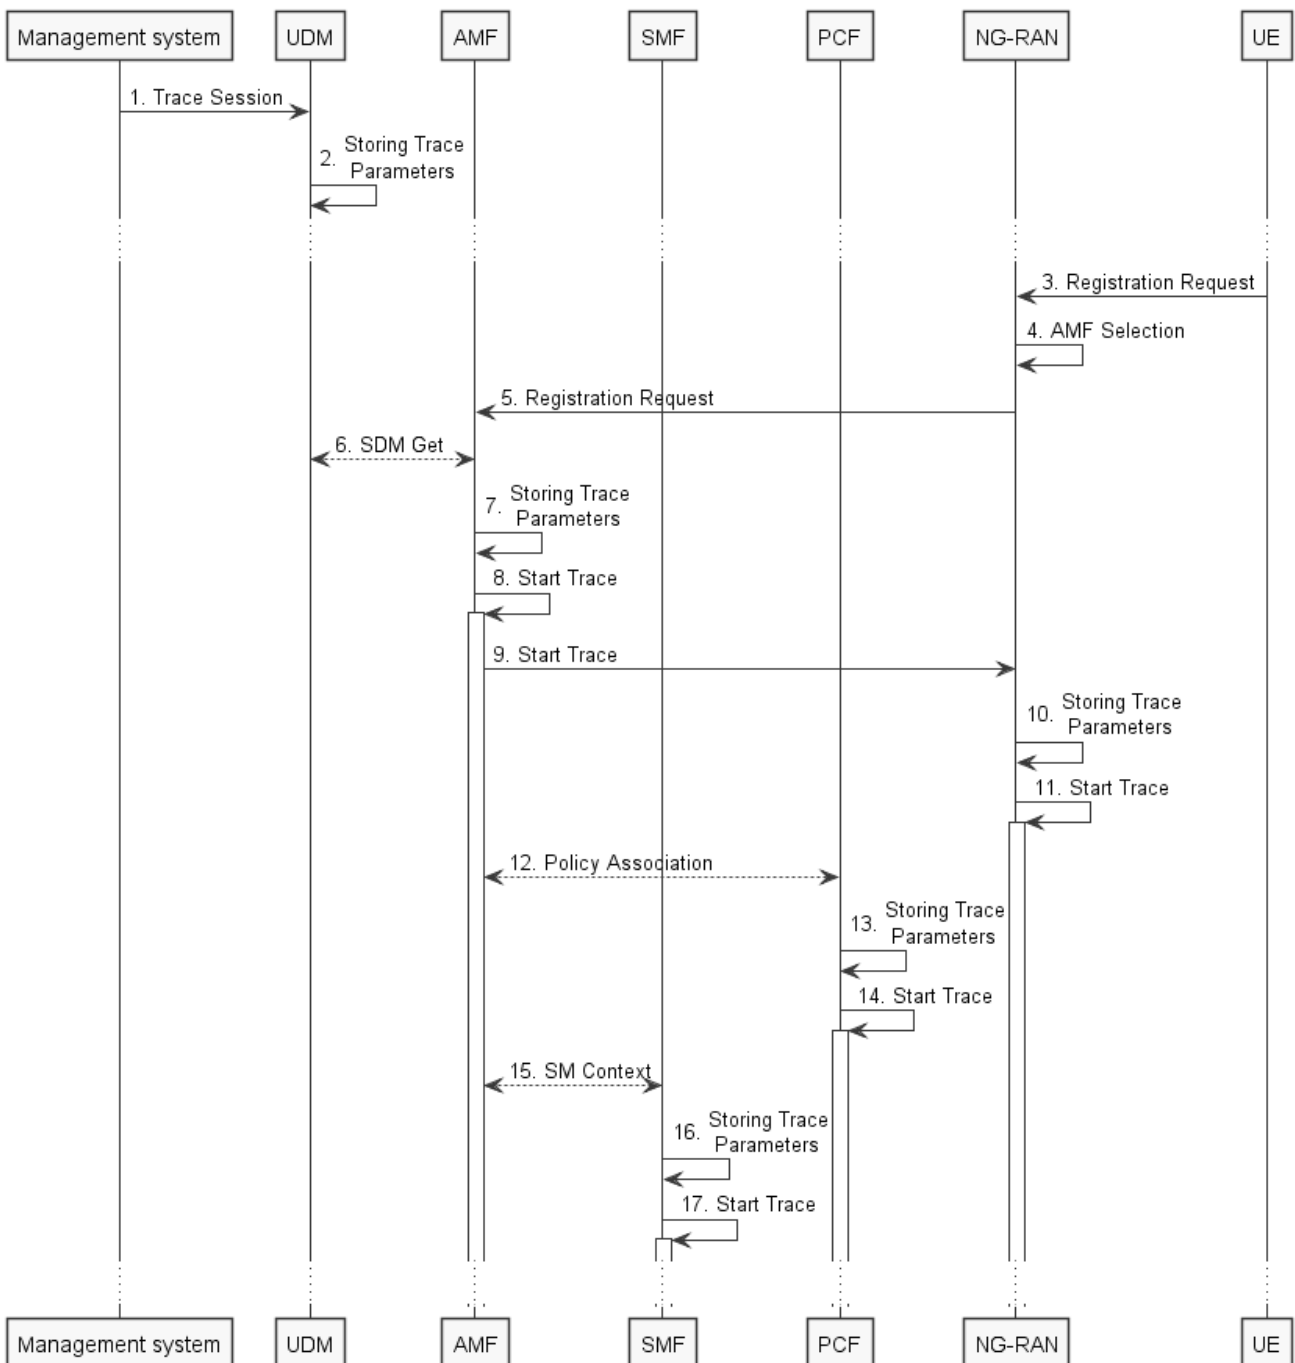 Management system UDM AMF SMF PCF NG-RAN UE
1. Trace Session
2. Storing Trace
Parameters
3. Registration Request
4. AMF Selection
5. Registration Request
6. SDM Get
7. Storing Trace
Parameters
8. Start Trace
9. Start Trace
10. Storing Trace
Parameters
11. Start Trace
12. Policy Association
13. Storing Trace
Parameters
14. Start Trace
15. SM Context
16. Storing Trace
Parameters
17. Start Trace
Management system UDM AMF SMF PCF NG-RAN UE